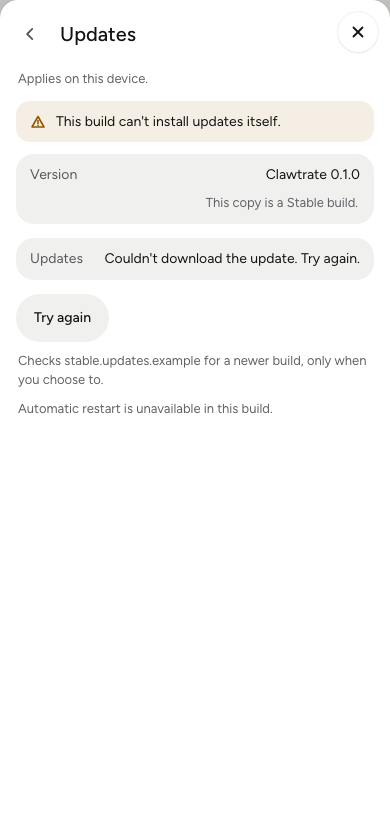 Updates
Applies on this device.
This build can't install updates itself.
Version
Clawtrate 0.1.0
This copy is a Stable build.
Updates
Couldn't download the update. Try again.
Try again
Checks stable.updates.example for a newer build, only when
you choose to.
Automatic restart is unavailable in this build.